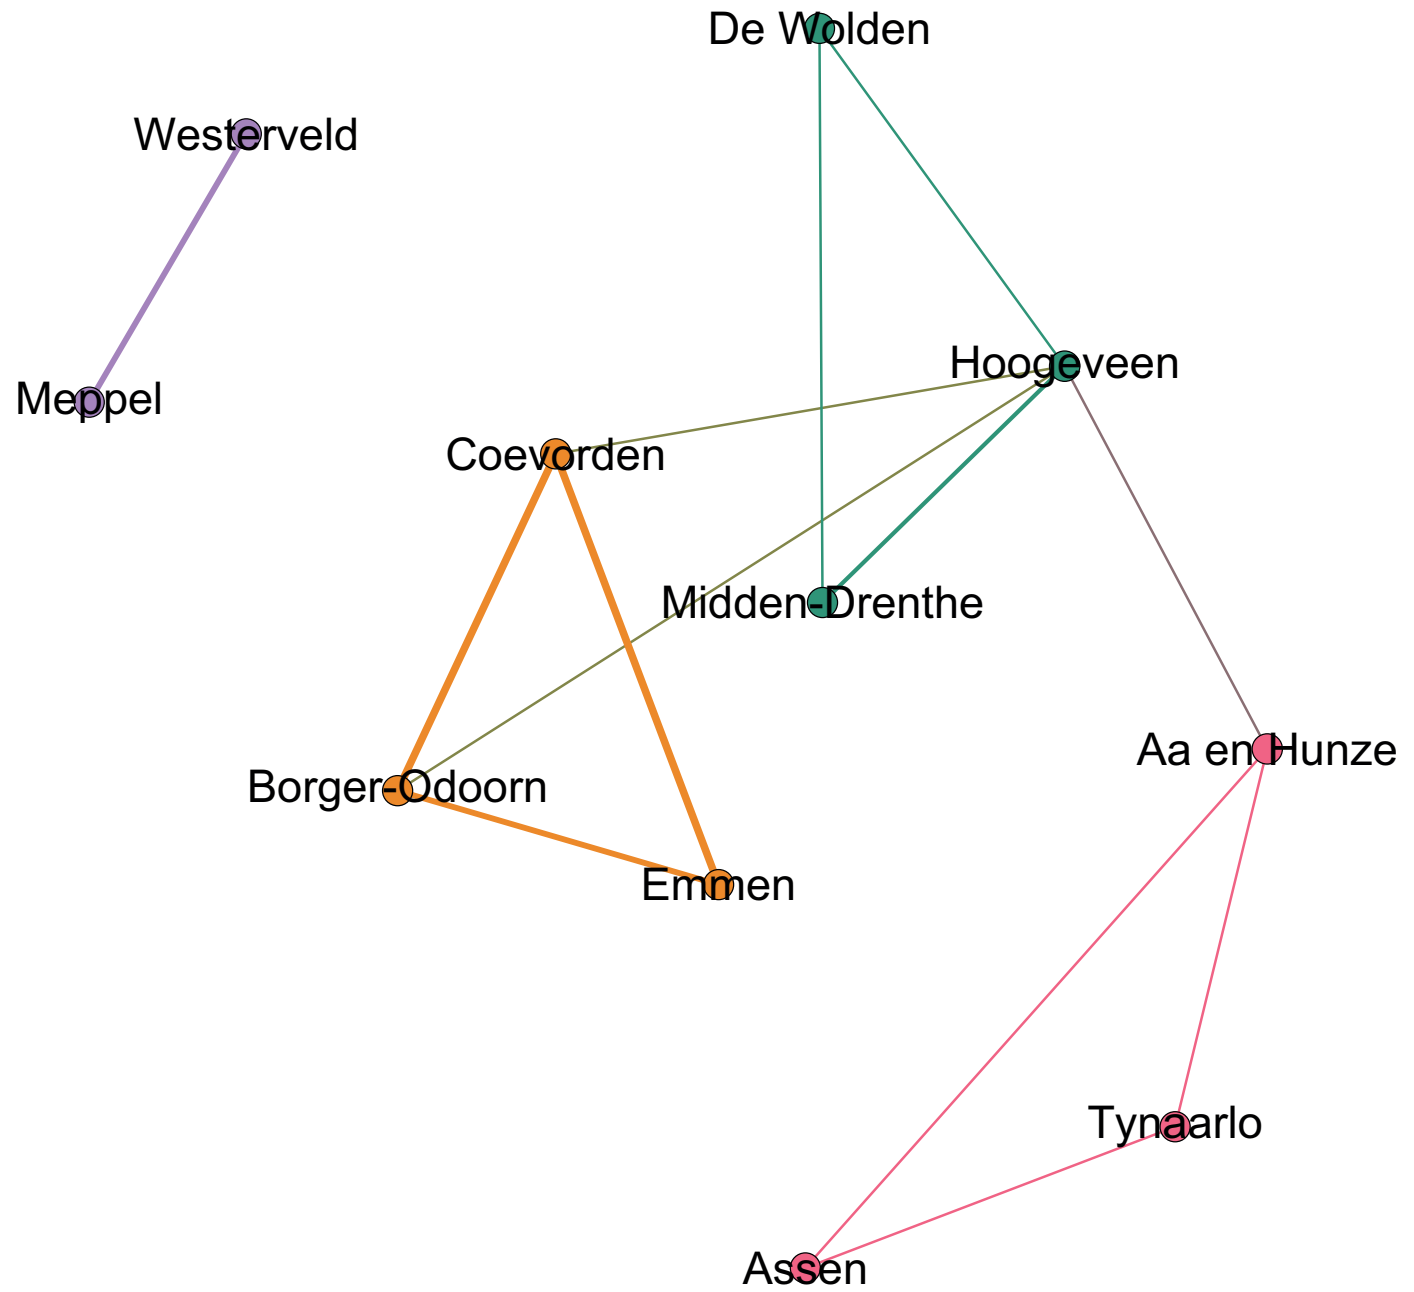 De Wolden
Westerveld
Hoogeveen
Meppel
Coevorden
Midden-Drenthe
Aa en Hunze
Borger-Odoorn
Emmen
Tynaarlo
Assen